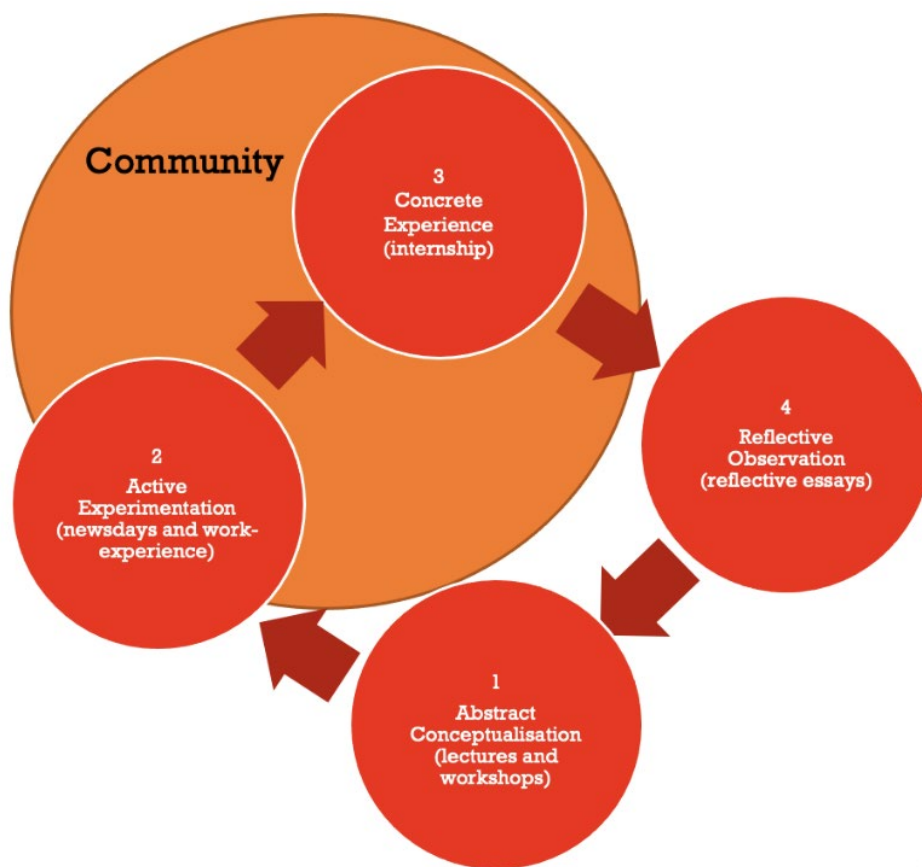 Community
3
Concrete
Experience
(internship)
4
Reflective
Observation
(reflective essays)
2
Active
Experimentation
(newsdays and work-
experience)
1
Abstract
Conceptualisation
(lectures and
workshops)